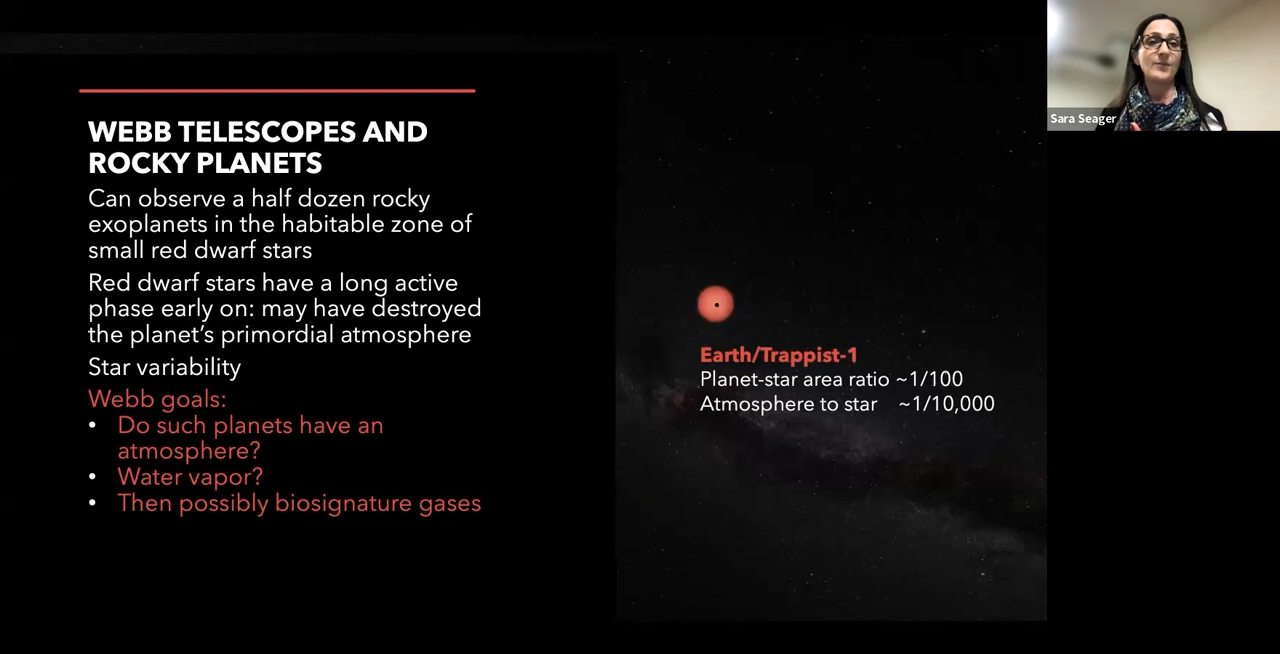 WEBB TELESCOPES AND
ROCKY PLANETS
Can observe a half dozen rocky
exoplanets in the habitable zone of
small red dwarf stars
Red dwarf stars have a long active
phase early on: may have destroyed
the planet’s primordial atmosphere
Star variability
Webb goals:
• Do such planets have an
atmosphere?
• Water vapor?
• Then possibly biosignature gases
Earth/Trappist-1
Planet-star area ratio ~1/100
Atmosphere to star ~1/10,000
Sara Seager